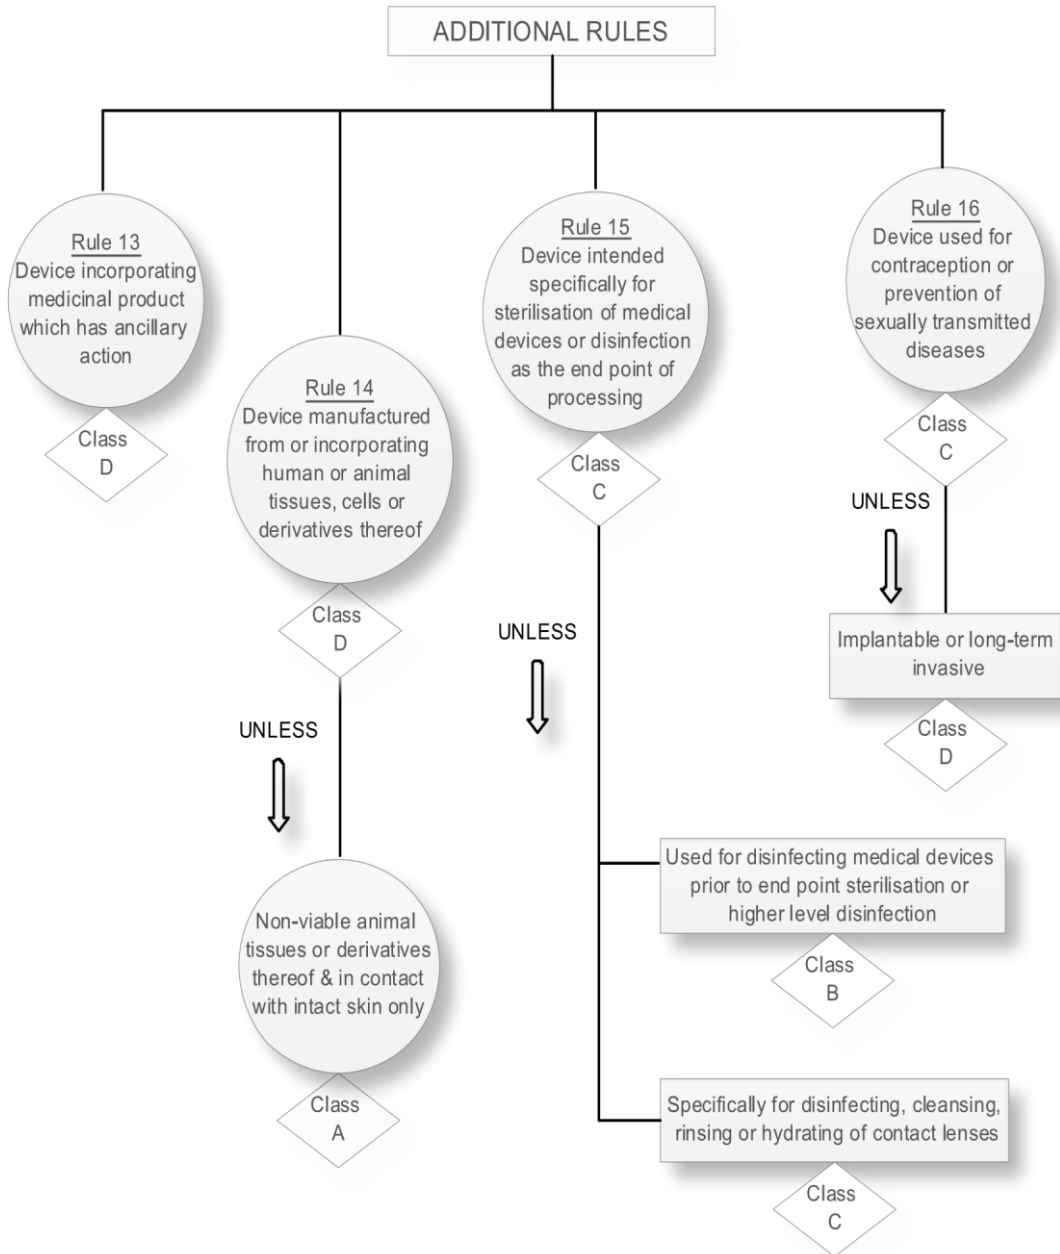 ADDITIONAL RULES
Rule 13
Device incorporating
medicinal product
which has ancillary
action
Class
D
Rule 14
Device manufactured
from or incorporating
human or animal
tissues, cells or
derivatives thereof
Class
D
UNLESS
Non-viable animal
tissues or derivatives
thereof & in contact
with intact skin only
Class
A
Rule 15
Device intended
specifically for
sterilisation of medical
devices or disinfection
as the end point of
processing
Class
C
UNLESS
Used for disinfecting medical devices
prior to end point sterilisation or
higher level disinfection
Class
B
Specifically for disinfecting, cleansing,
rinsing or hydrating of contact lenses
Class
C
Rule 16
Device used for
contraception or
prevention of
sexually transmitted
diseases
Class
C
UNLESS
Implantable or long-term
invasive
Class
D